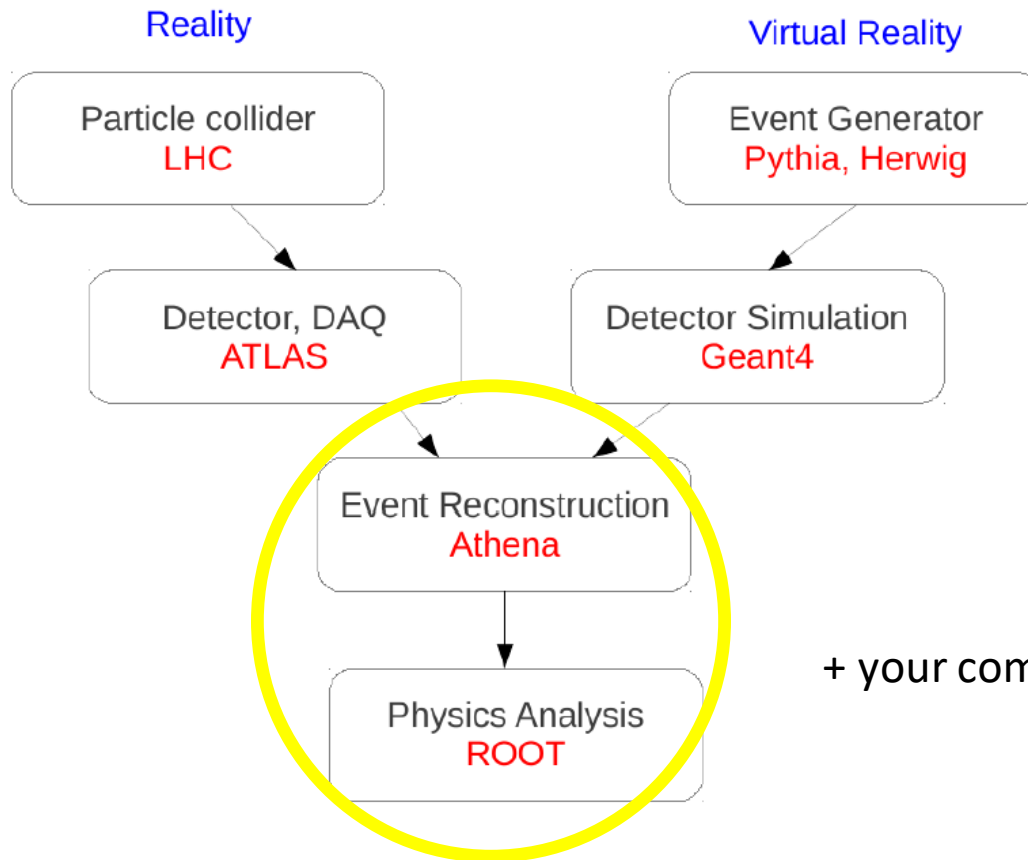 Reality
Virtual Reality
Particle collider
LHC
Event Generator
Pythia, Herwig
Detector, DAQ
ATLAS
Detector Simulation
Geant4
Event Reconstruction
Athena
+ your
Physics Analysis
ROOT